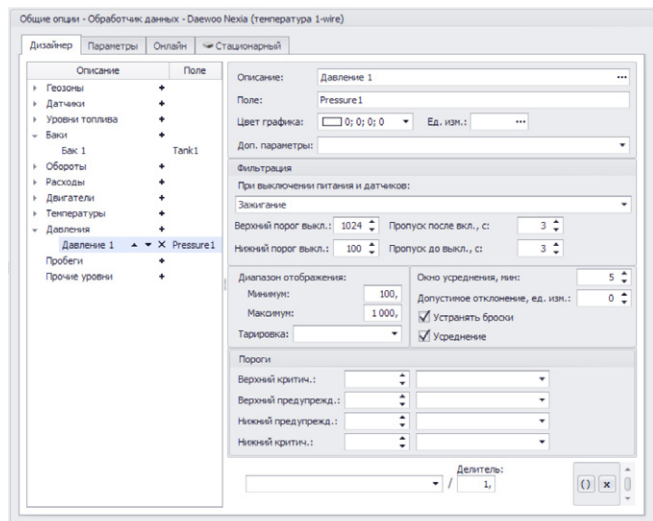 Общие опции - Обработчик данных - Daewoo Nexia (температура 1-wire)
Дизайнер Параметры Онлайн Стационарный
Описание Поле
Геозоны +
Датчики +
Уровни топлива +
Баки +
Бак 1 Tank1
Обороты +
Расходы +
Двигатели +
Температуры +
Давления +
Давление 1 Pressure1
Пробеги +
Прочие уровни +
Описание: Давление 1 ...
Поле: Pressure1
Цвет графика: 0; 0; 0; 0 Ед. изм.: ...
Доп. параметры:
Фильтрация
При выключении питания и датчиков:
Зажигание
Верхний порог выкл.: 1024 Пропуск после вкл., с: 3
Нижний порог выкл.: 100 Пропуск до выкл., с: 3
Диапазон отображения:
Минимум: 100,
Максимум: 1 000,
Тарировка:
Окно усреднения, мин: 5
Допустимое отклонение, ед. изм.: 0
Устранять броски
Усреднение
Пороги
Верхний критич.:
Верхний предупрежд.:
Нижний предупрежд.:
Нижний критич.:
Делитель:
/ 1,
() x